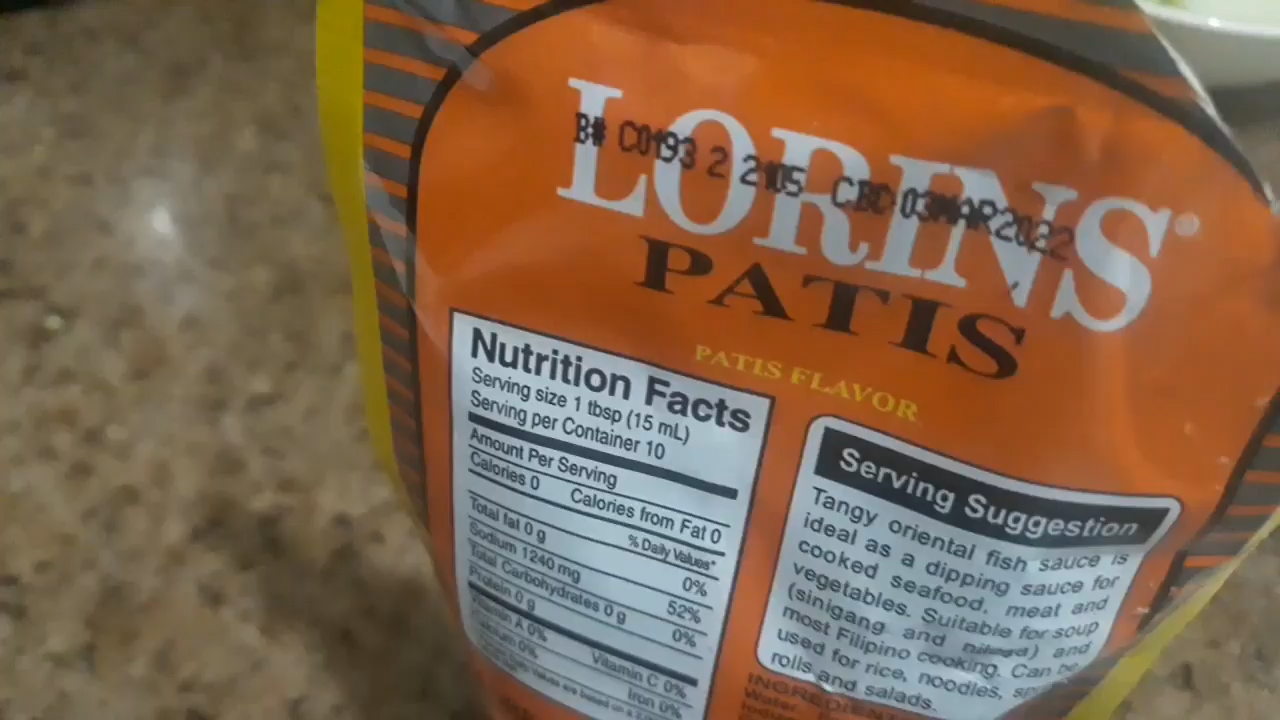 B# C0193 2 2105 CBC 03MAR2022
LORINS®
PATIS
PATIS FLAVOR
Nutrition Facts
Serving size 1 tbsp (15 mL)
Serving per Container 10
Amount Per Serving
Calories 0 Calories from Fat 0
% Daily Values*
Total fat 0 g 0%
Sodium 1240 mg 52%
Total Carbohydrates 0 g 0%
Protein 0 g
Vitamin A 0% Vitamin C 0%
Calcium 0% Iron 0%
Serving Suggestion
Tangy oriental fish sauce is
ideal as a dipping sauce for
cooked seafood, meat and
vegetables. Suitable for soup
(sinigang and nilaga) and
most Filipino cooking. Can be
used for rice, noodles,
rolls and salads.
INGREDIENTS
Water,